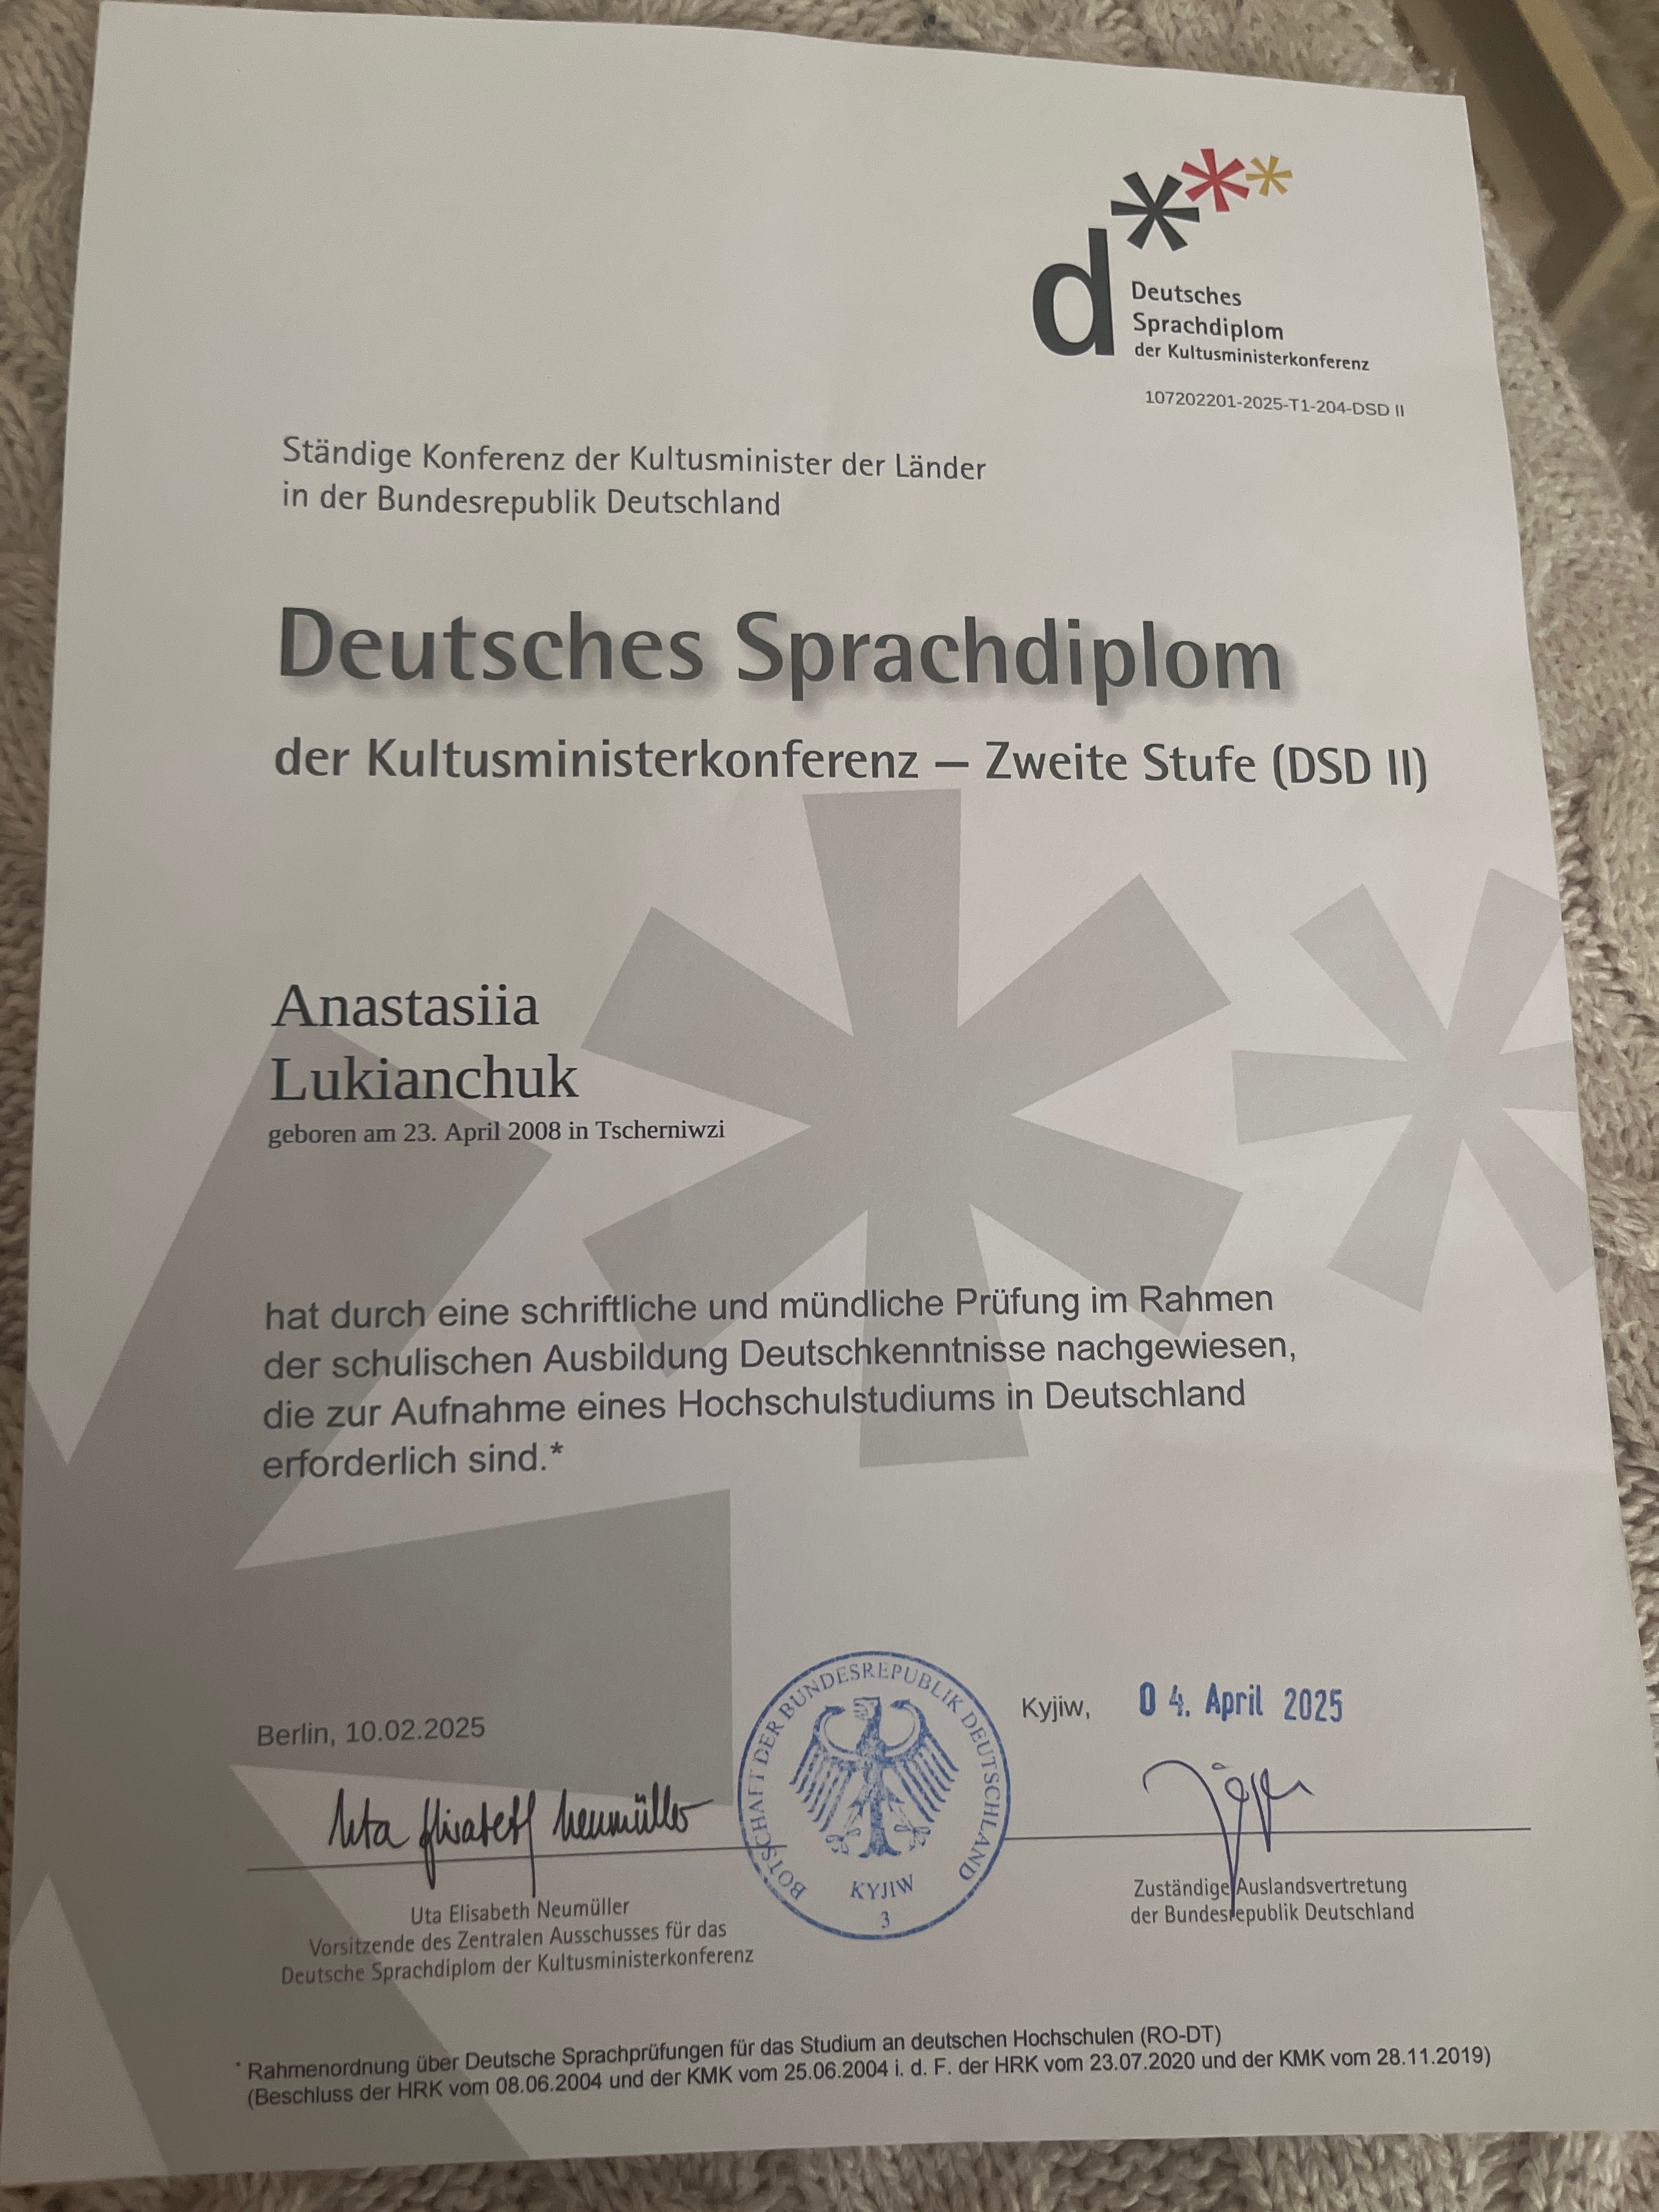 Deutsches
Sprachdiplom
der Kultusministerkonferenz
107202201-2025-T1-204-DSD II
Ständige Konferenz der Kultusminister der Länder
in der Bundesrepublik Deutschland
Deutsches Sprachdiplom
der Kultusministerkonferenz – Zweite Stufe (DSD II)
Anastasiia
Lukianchuk
geboren am 23. April 2008 in Tscherniwzi
hat durch eine schriftliche und mündliche Prüfung im Rahmen
der schulischen Ausbildung Deutschkenntnisse nachgewiesen,
die zur Aufnahme eines Hochschulstudiums in Deutschland
erforderlich sind.*
Berlin, 10.02.2025
Uta Elisabeth Neumüller
Uta Elisabeth Neumüller
Vorsitzende des Zentralen Ausschusses für das
Deutsche Sprachdiplom der Kultusministerkonferenz
BOTSCHAFT DER BUNDESREPUBLIK DEUTSCHLAND
KYJIW
3
Kyjiw, 04. April 2025
Zuständige Auslandsvertretung
der Bundesrepublik Deutschland
* Rahmenordnung über Deutsche Sprachprüfungen für das Studium an deutschen Hochschulen (RO-DT)
(Beschluss der HRK vom 08.06.2004 und der KMK vom 25.06.2004 i. d. F. der HRK vom 23.07.2020 und der KMK vom 28.11.2019)